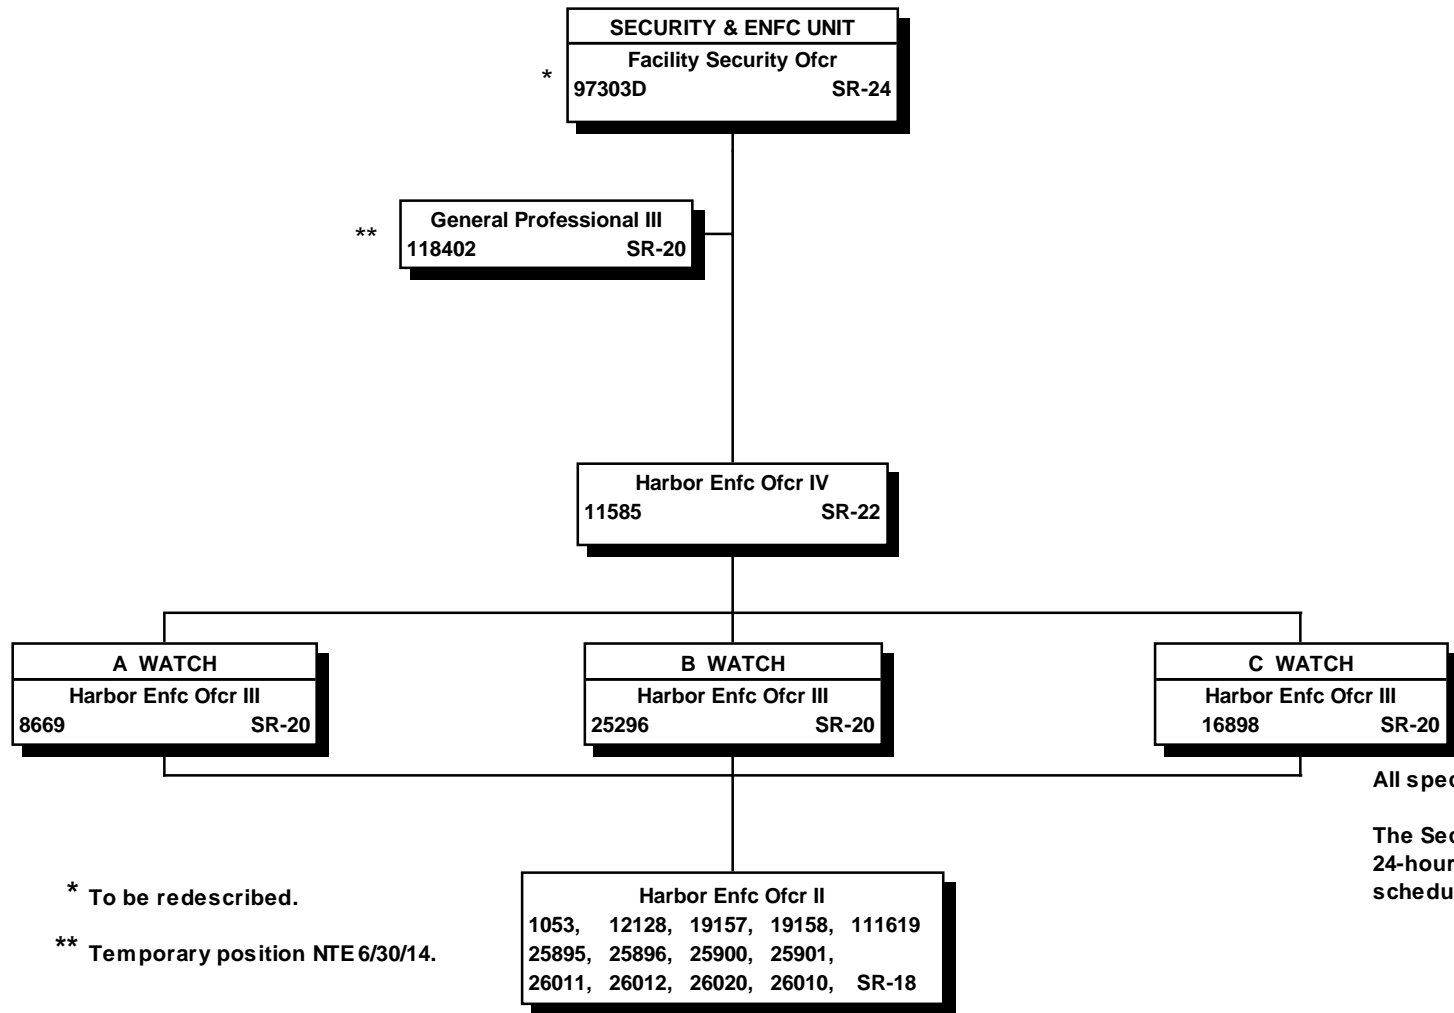 SECURITY & ENFC UNIT
Facility Security Ofcr
* 97303D SR-24
General Professional III
** 118402 SR-20
Harbor Enfc Ofcr IV
11585 SR-22
A WATCH
Harbor Enfc Ofcr III
8669 SR-20
B WATCH
Harbor Enfc Ofcr III
25296 SR-20
C WATCH
Harbor Enfc Ofcr III
16898 SR-20
All
The
24-hour
* To be redescribed.
** Temporary position NTE 6/30/14.
Harbor Enfc Ofcr II
1053, 12128, 19157, 19158, 111619
25895, 25896, 25900, 25901,
26011, 26012, 26020, 26010, SR-18